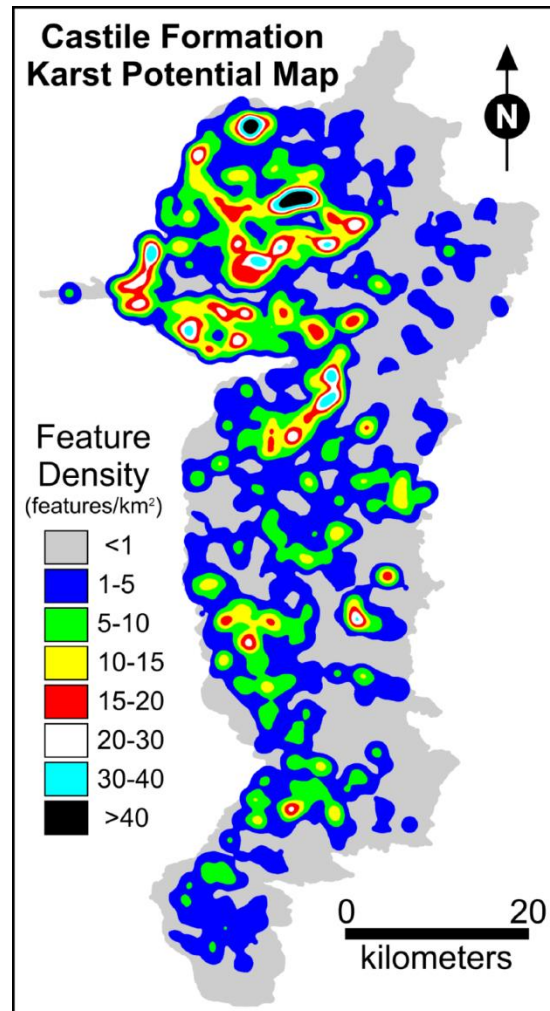 Castile Formation
Karst Potential Map
N
Feature
Density
(features/km²)
<1
1-5
5-10
10-15
15-20
20-30
30-40
>40
0 20
kilometers